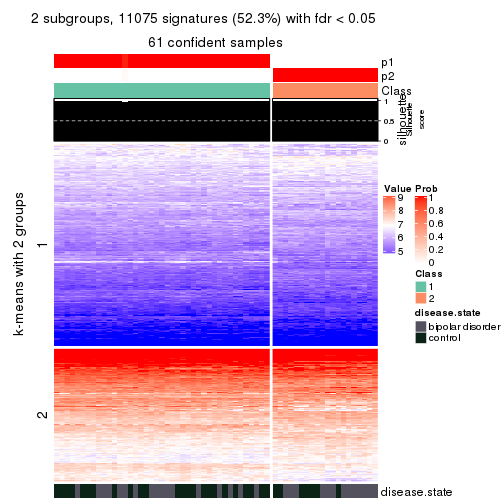 2 subgroups, 11075 signatures (52.3%) with fdr < 0.05
61 confident samples
p1
p2
Class
1
0.5
0
silhouette
Silhouette
score
k-means with 2 groups
1
2
disease.state
Value
9
8
7
6
5
Prob
1
0.8
0.6
0.4
0.2
0
Class
1
2
disease.state
bipolar disorder
control